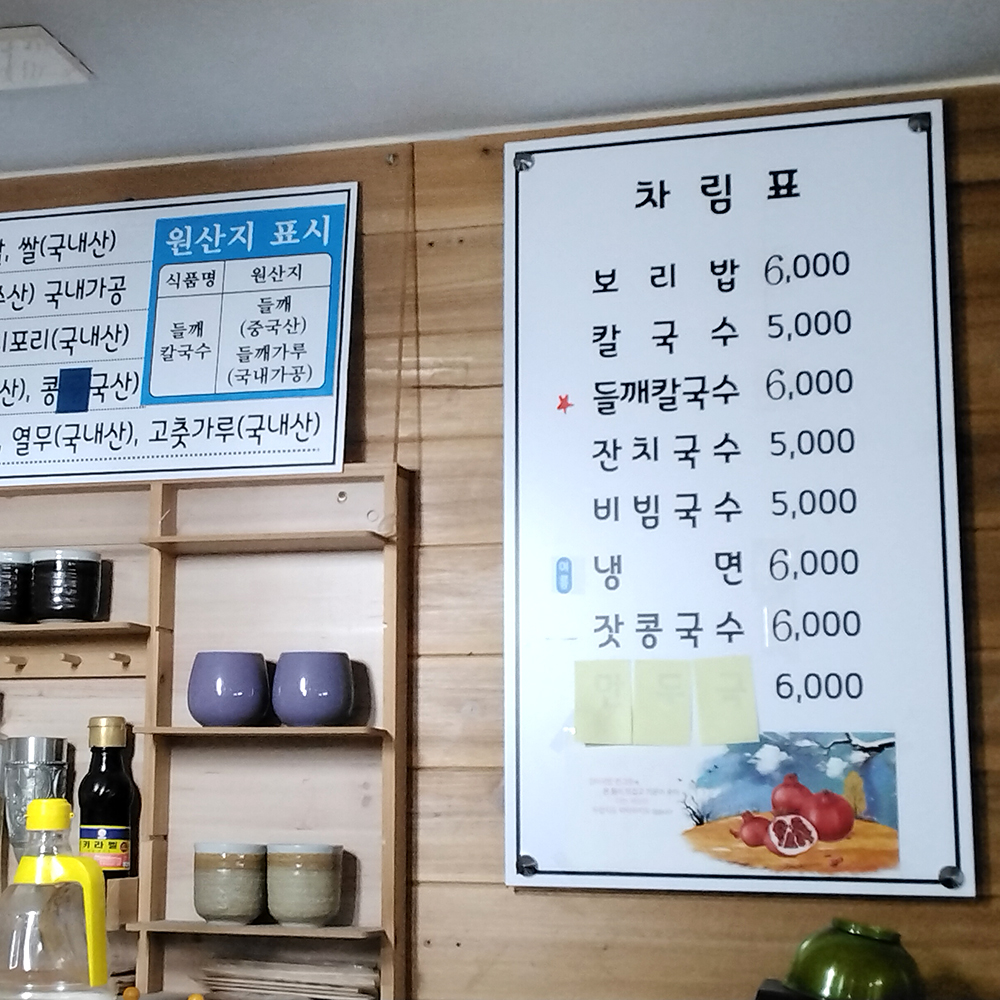 쌀(국내산)
국내가공
(국내산)
열무(국내산), 고춧가루(국내산)
원산지 표시
식품명 원산지
들깨
칼국수
들깨
(중국산)
들깨가루
(국내가공)
차림표
보리밥 6,000
칼국수 5,000
들깨칼국수 6,000
잔치국수 5,000
비빔국수 5,000
여름 냉면 6,000
잣콩국수 6,000
6,000